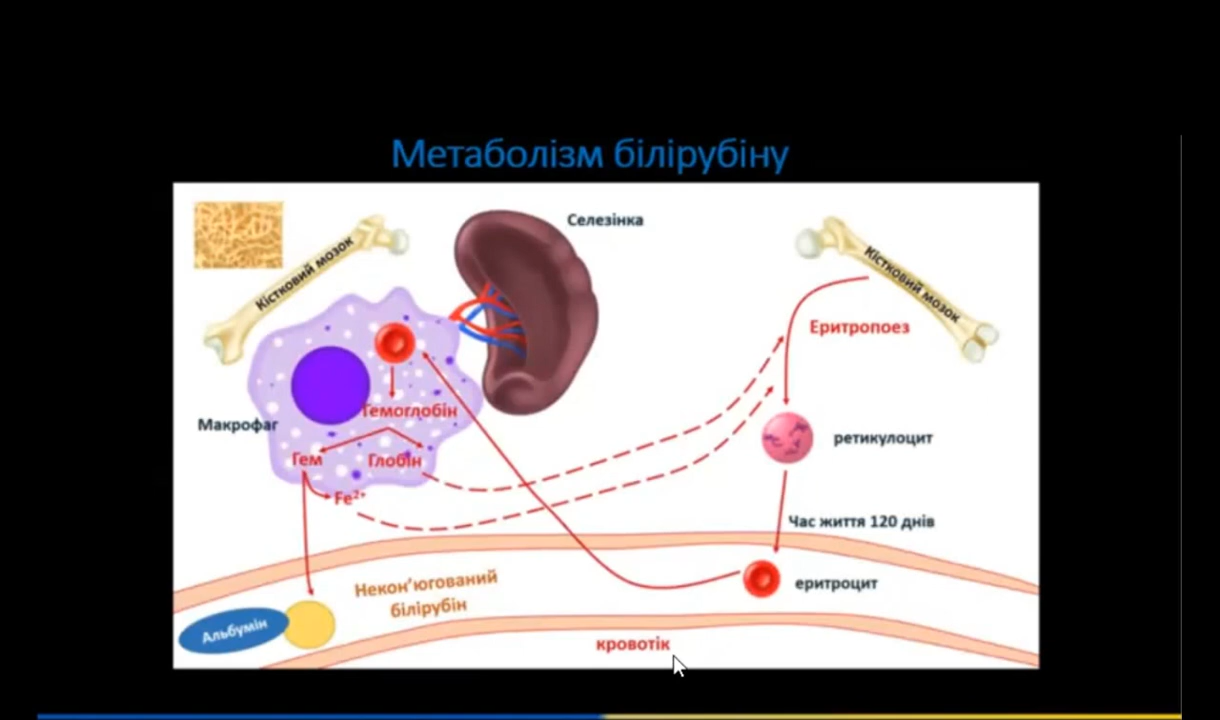 Метаболізм білірубіну
Селезінка
Кістковий мозок
Кістковий мозок
Еритропоез
Гемоглобін
Макрофаг
Гем
Глобін
ретикулоцит
Fe²⁺
Час життя 120 днів
Некон’югований
білірубін
еритроцит
Альбумін
кровотік